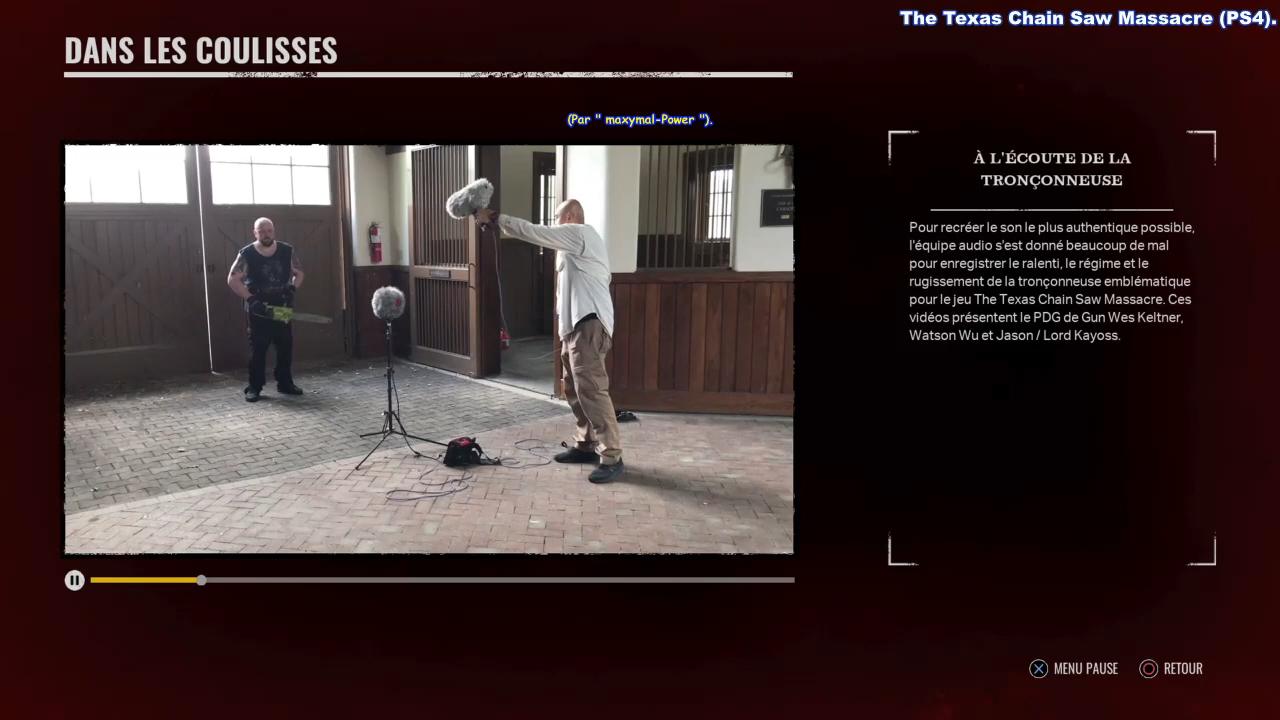 The Texas Chain Saw Massacre (PS4).
DANS LES COULISSES
(Par " maxymal-Power ").
À L'ÉCOUTE DE LA
TRONÇONNEUSE
Pour recréer le son le plus authentique possible,
l'équipe audio s'est donné beaucoup de mal
pour enregistrer le ralenti, le régime et le
rugissement de la tronçonneuse emblématique
pour le jeu The Texas Chain Saw Massacre. Ces
vidéos présentent le PDG de Gun Wes Keltner,
Watson Wu et Jason / Lord Kayoss.
MENU PAUSE
RETOUR